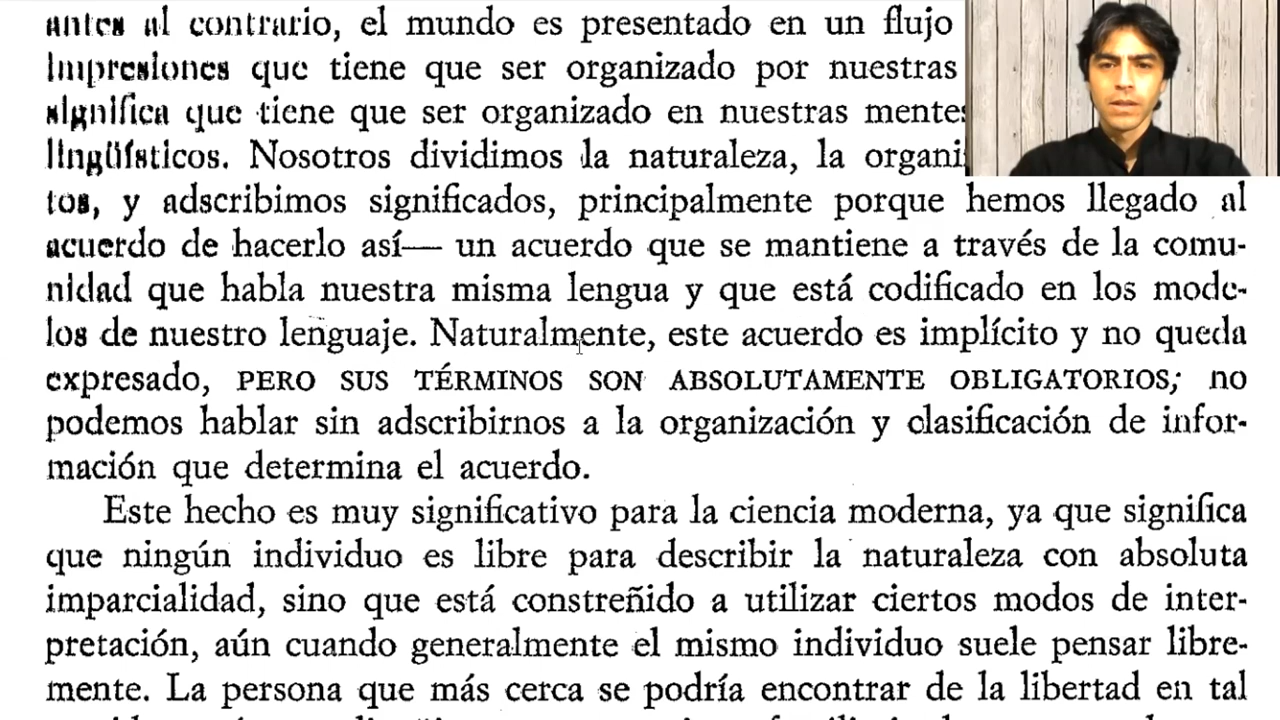 antes al contrario, el mundo es presentado en un flujo
impresiones que tiene que ser organizado por nuestras
significa que tiene que ser organizado en nuestras mentes
lingüísticos. Nosotros dividimos la naturaleza, la organi
tos, y adscribimos significados, principalmente porque hemos llegado al
acuerdo de hacerlo así— un acuerdo que se mantiene a través de la comu-
nidad que habla nuestra misma lengua y que está codificado en los mode-
los de nuestro lenguaje. Naturalmente, este acuerdo es implícito y no queda
expresado, PERO SUS TÉRMINOS SON ABSOLUTAMENTE OBLIGATORIOS; no
podemos hablar sin adscribirnos a la organización y clasificación de infor-
mación que determina el acuerdo.
Este hecho es muy significativo para la ciencia moderna, ya que significa
que ningún individuo es libre para describir la naturaleza con absoluta
imparcialidad, sino que está constreñido a utilizar ciertos modos de inter-
pretación, aún cuando generalmente el mismo individuo suele pensar libre-
mente. La persona que más cerca se podría encontrar de la libertad en tal